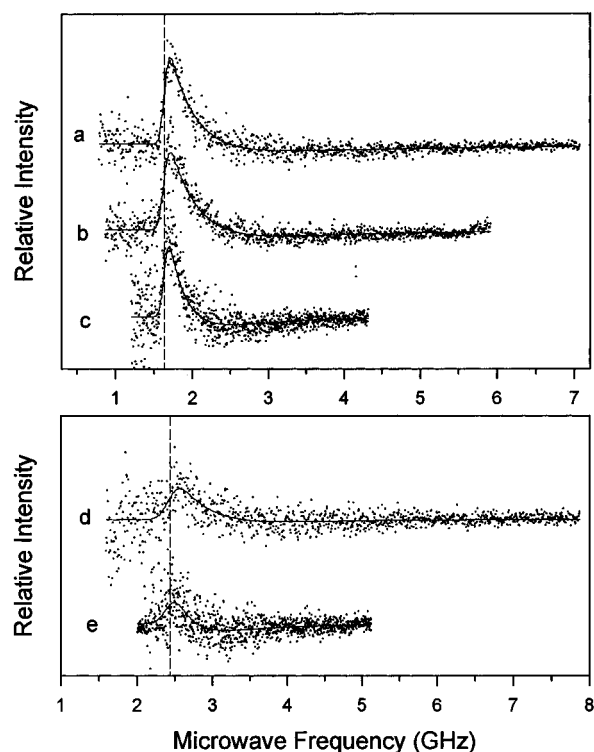 Relative Intensity
a
b
c
1 2 3 4 5 6 7
Relative Intensity
d
e
1 2 3 4 5 6 7 8
Microwave Frequency (GHz)